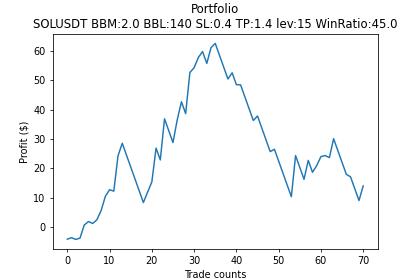 Portfolio
SOLUSDT BBM:2.0 BBL:140 SL:0.4 TP:1.4 lev:15 WinRatio:45.0
Profit ($)
60
50
40
30
20
10
0
0 10 20 30 40 50 60 70
Trade counts